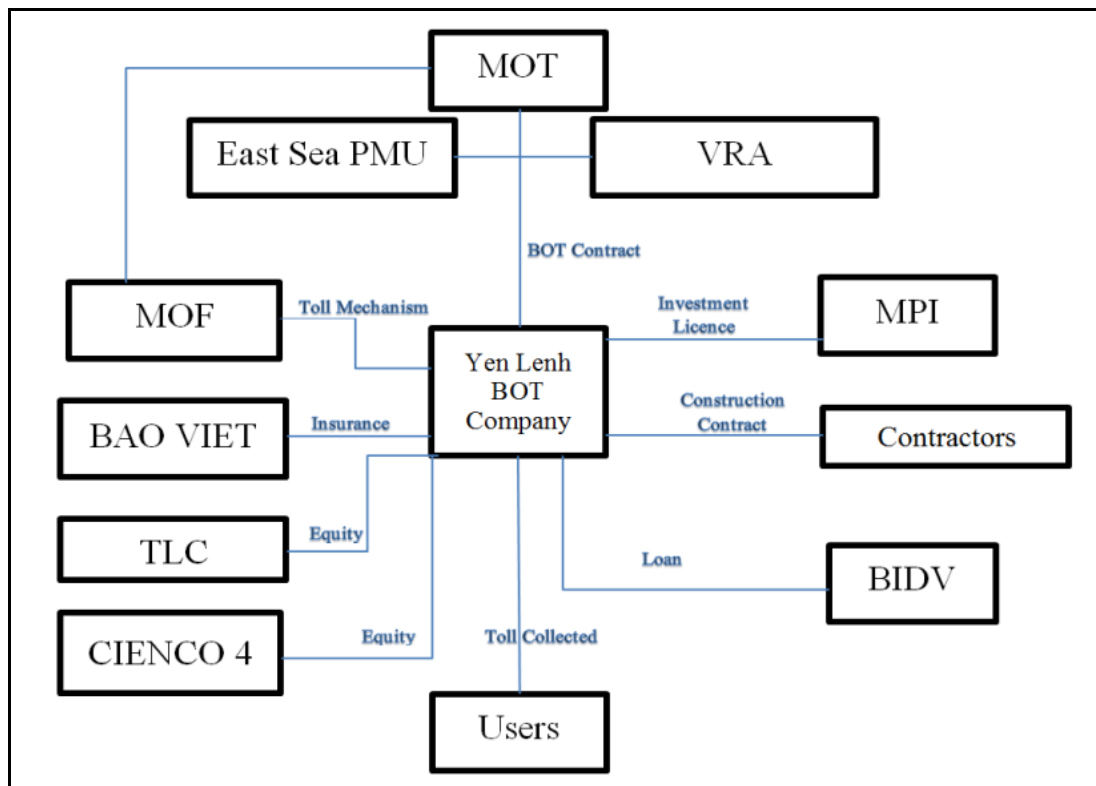 MOT
East Sea PMU
VRA
BOT Contract
MOF
Toll Mechanism
Investment
Licence
MPI
Yen Lenh
BOT
Company
BAO VIET
Insurance
Construction
Contract
Contractors
TLC
Equity
Loan
BIDV
CIENCO 4
Equity
Toll Collected
Users